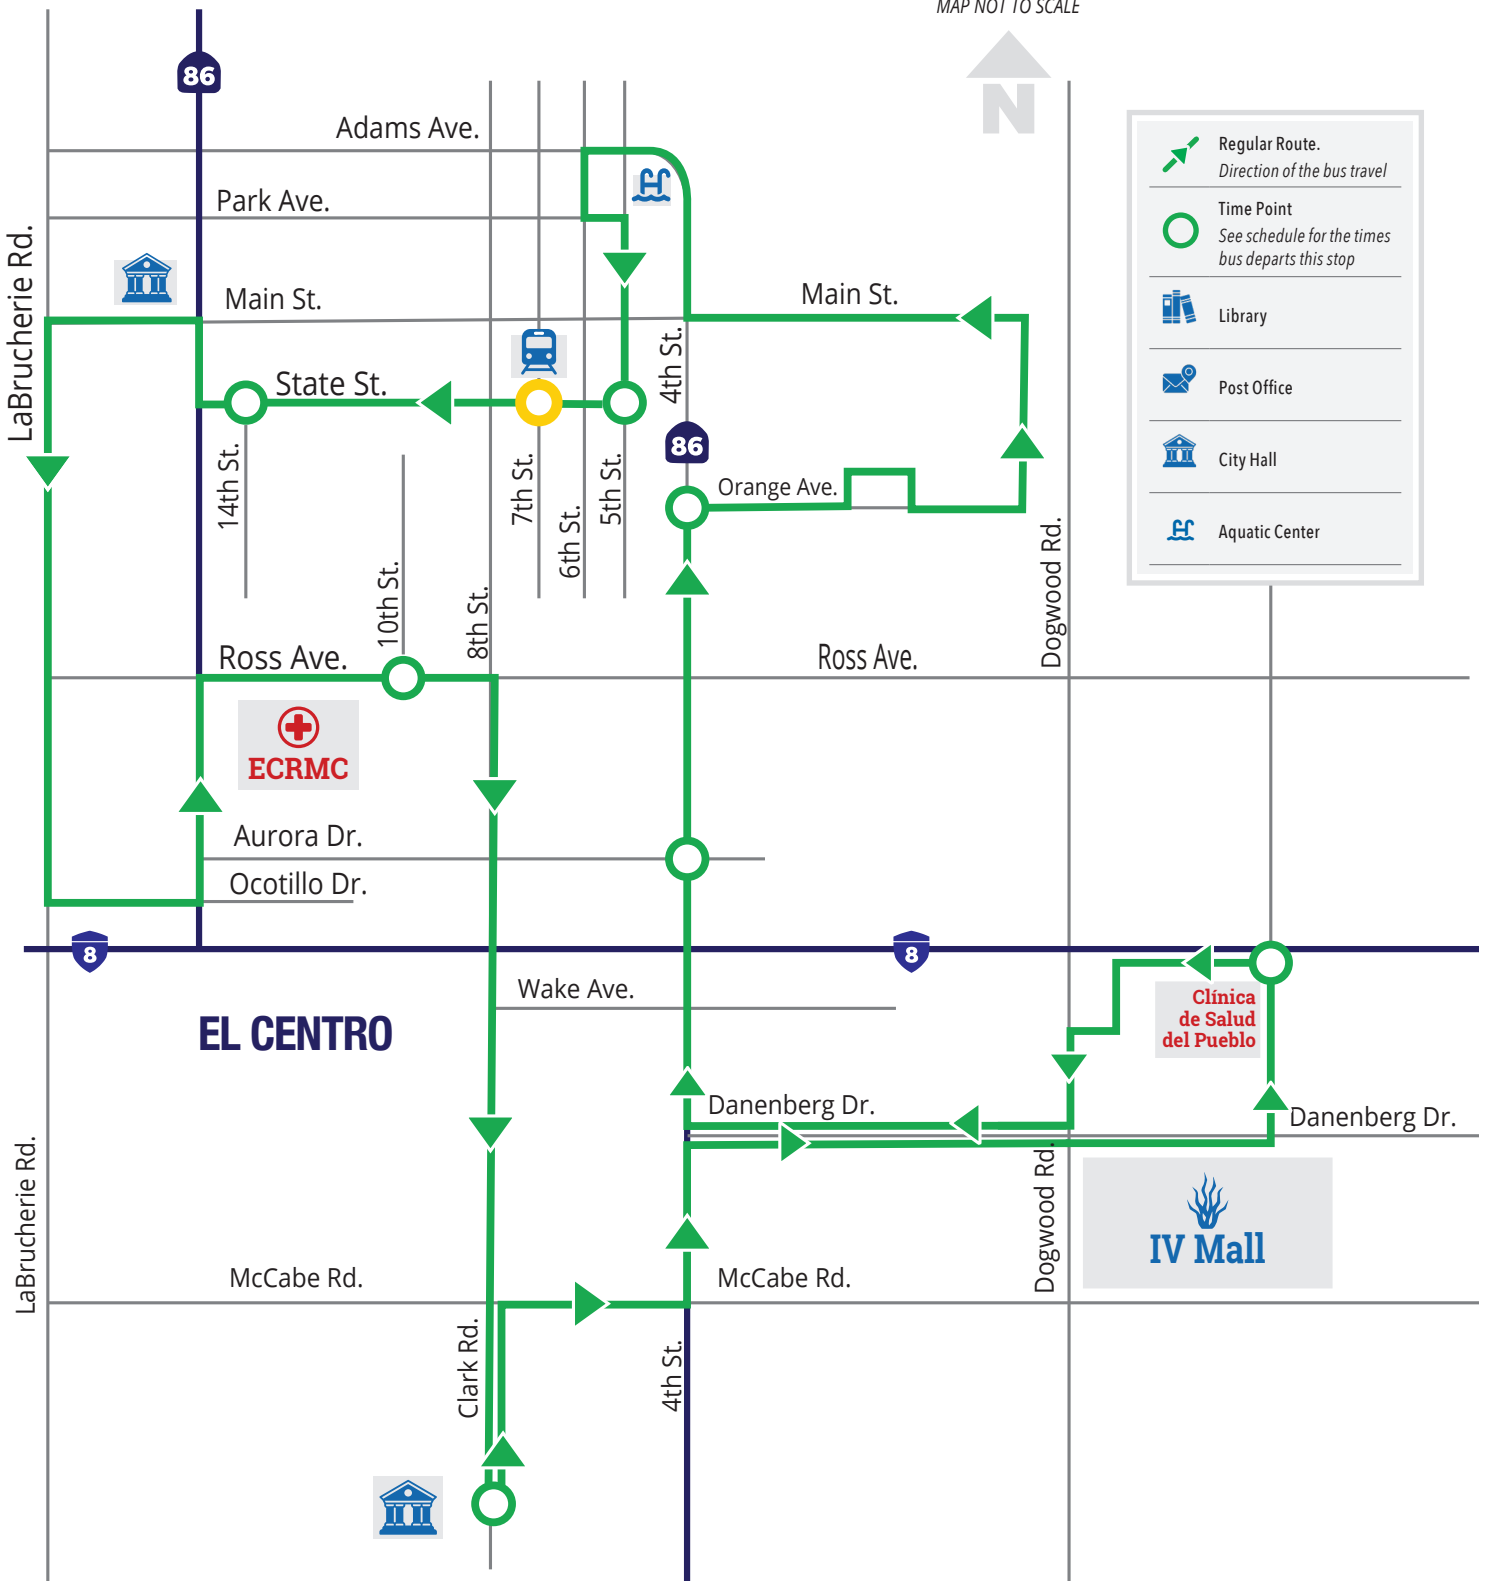 MAP NOT TO SCALE
N
86
Adams Ave.
Park Ave.
LaBrucherie Rd.
Main St.
Main St.
State St.
4th St.
86
14th St.
10th St.
8th St.
7th St.
6th St.
5th St.
Orange Ave.
Dogwood Rd.
Regular Route.
Direction of the bus travel
Time Point
See schedule for the times
bus departs this stop
Library
Post Office
City Hall
Aquatic Center
Ross Ave.
Ross Ave.
ECRMC
Aurora Dr.
Ocotillo Dr.
8
8
Wake Ave.
EL CENTRO
Clínica
de Salud
del Pueblo
Danenberg Dr.
Danenberg Dr.
LaBrucherie Rd.
Dogwood Rd.
IV Mall
McCabe Rd.
McCabe Rd.
Clark Rd.
4th St.